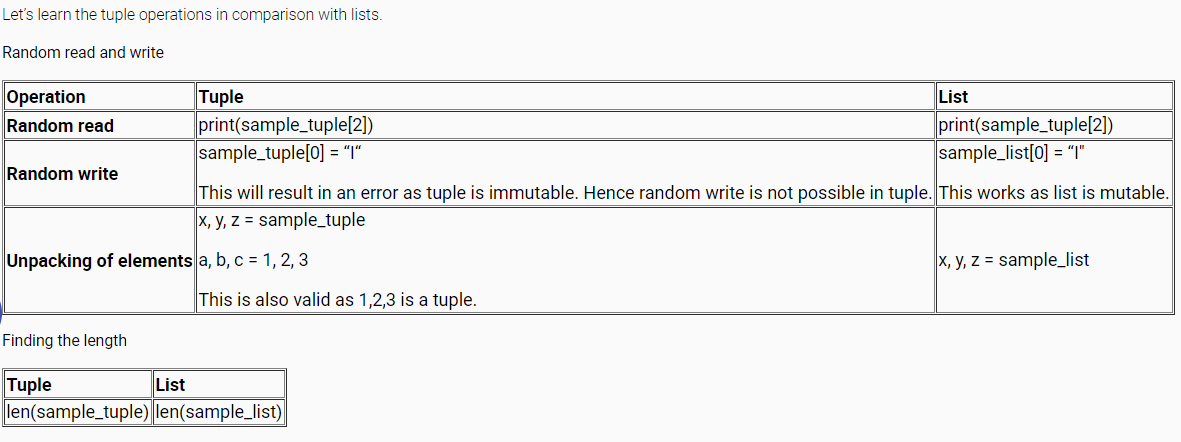 Let's learn the tuple operations in comparison with lists.
Random read and write
Operation Tuple List
Random read print(sample_tuple[2]) print(sample_tuple[2])
Random write
sample_tuple[0] = “I“
This will result in an error as tuple is immutable. Hence random write is not possible in tuple.
sample_list[0] = “I"
This works as list is mutable.
Unpacking of elements
x, y, z = sample_tuple
a, b, c = 1, 2, 3
This is also valid as 1,2,3 is a tuple.
x, y, z = sample_list
Finding the length
Tuple List
len(sample_tuple) len(sample_list)